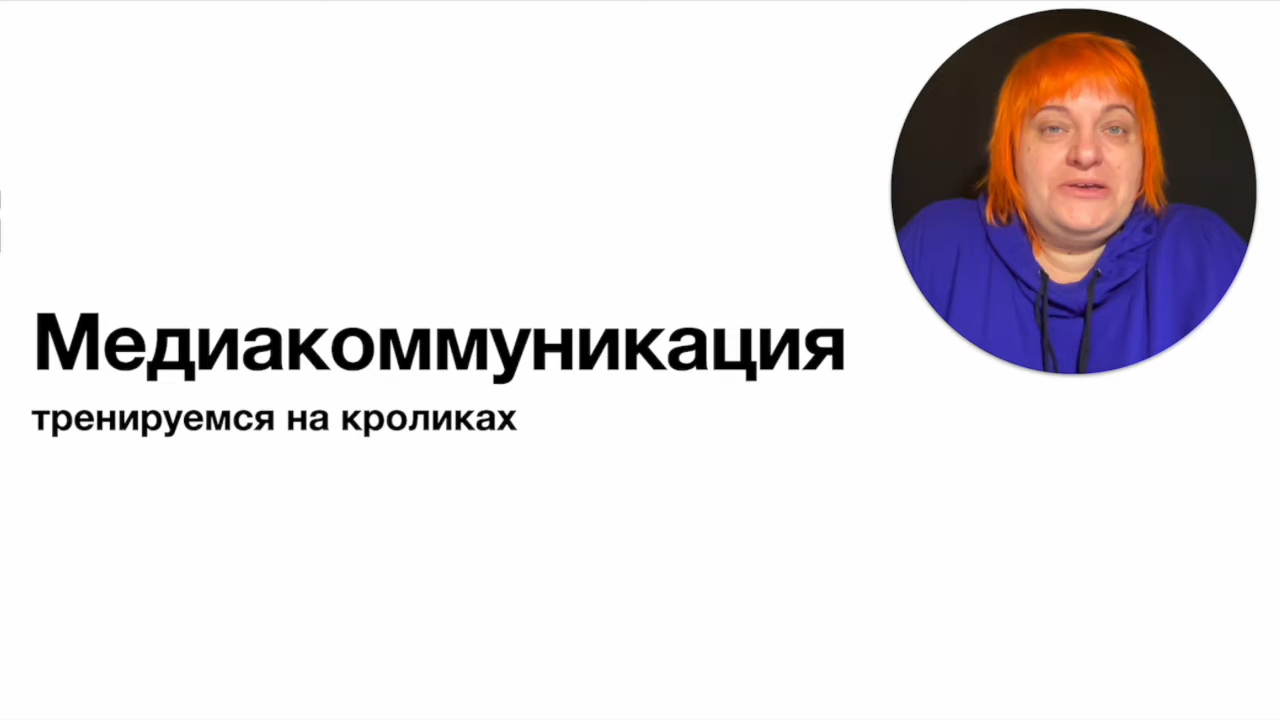 Медиакоммуникация
тренируемся на кроликах